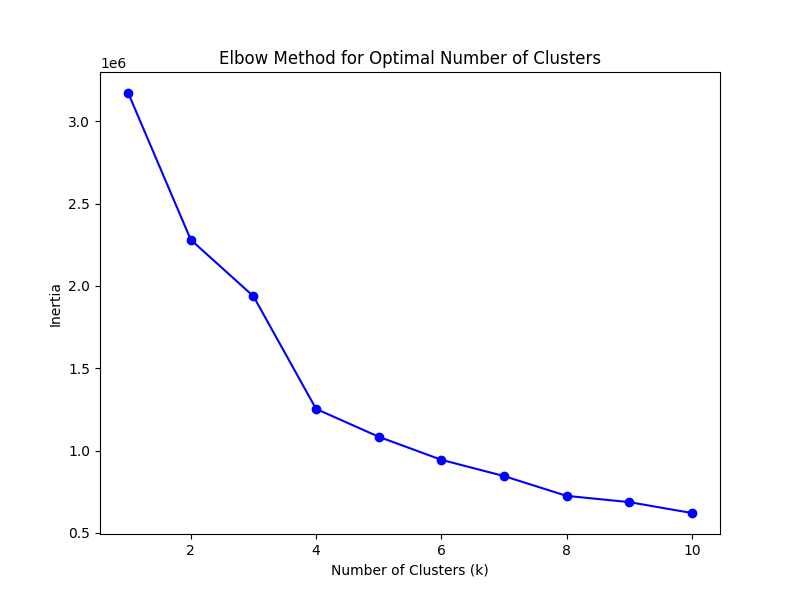 Elbow Method for Optimal Number of Clusters
1e6
3.0
2.5
2.0
1.5
1.0
0.5
Inertia
2 4 6 8 10
Number of Clusters (k)